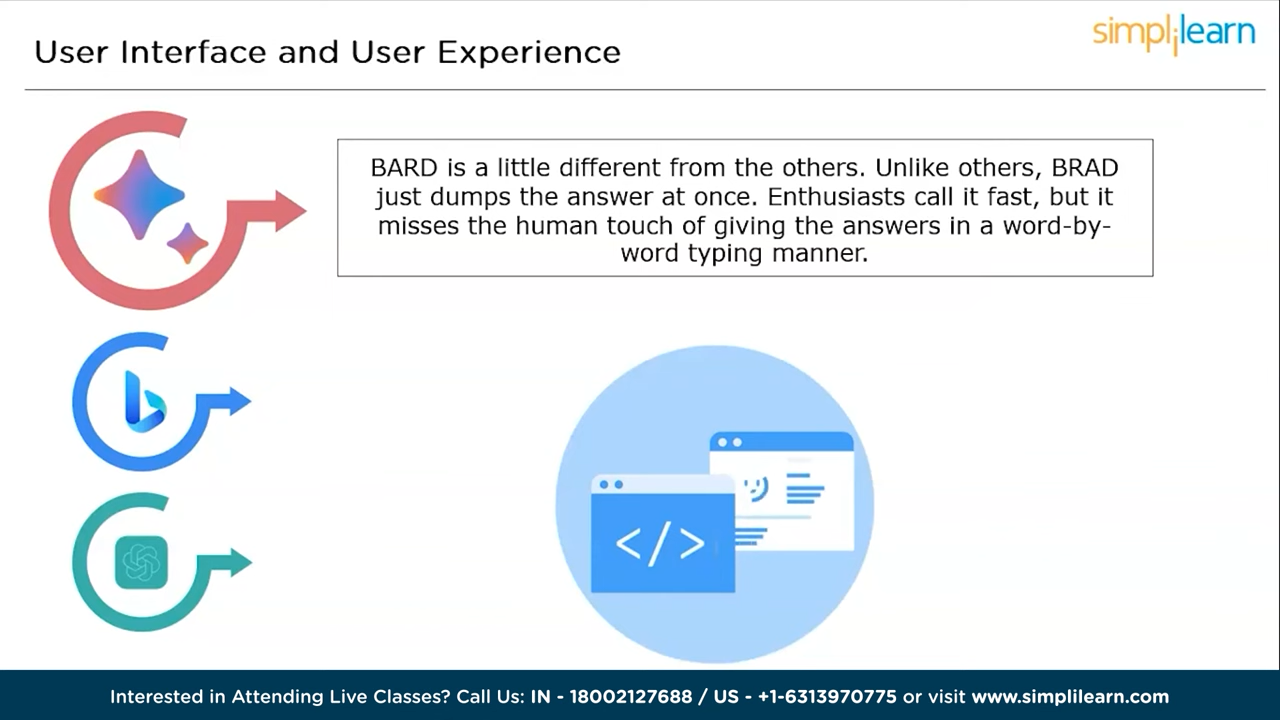 User Interface and User Experience
simplilearn
BARD is a little different from the others. Unlike others, BRAD
just dumps the answer at once. Enthusiasts call it fast, but it
misses the human touch of giving the answers in a word-by-
word typing manner.
</>
Interested in Attending Live Classes? Call Us: IN - 18002127688 / US - +1-6313970775 or visit www.simplilearn.com